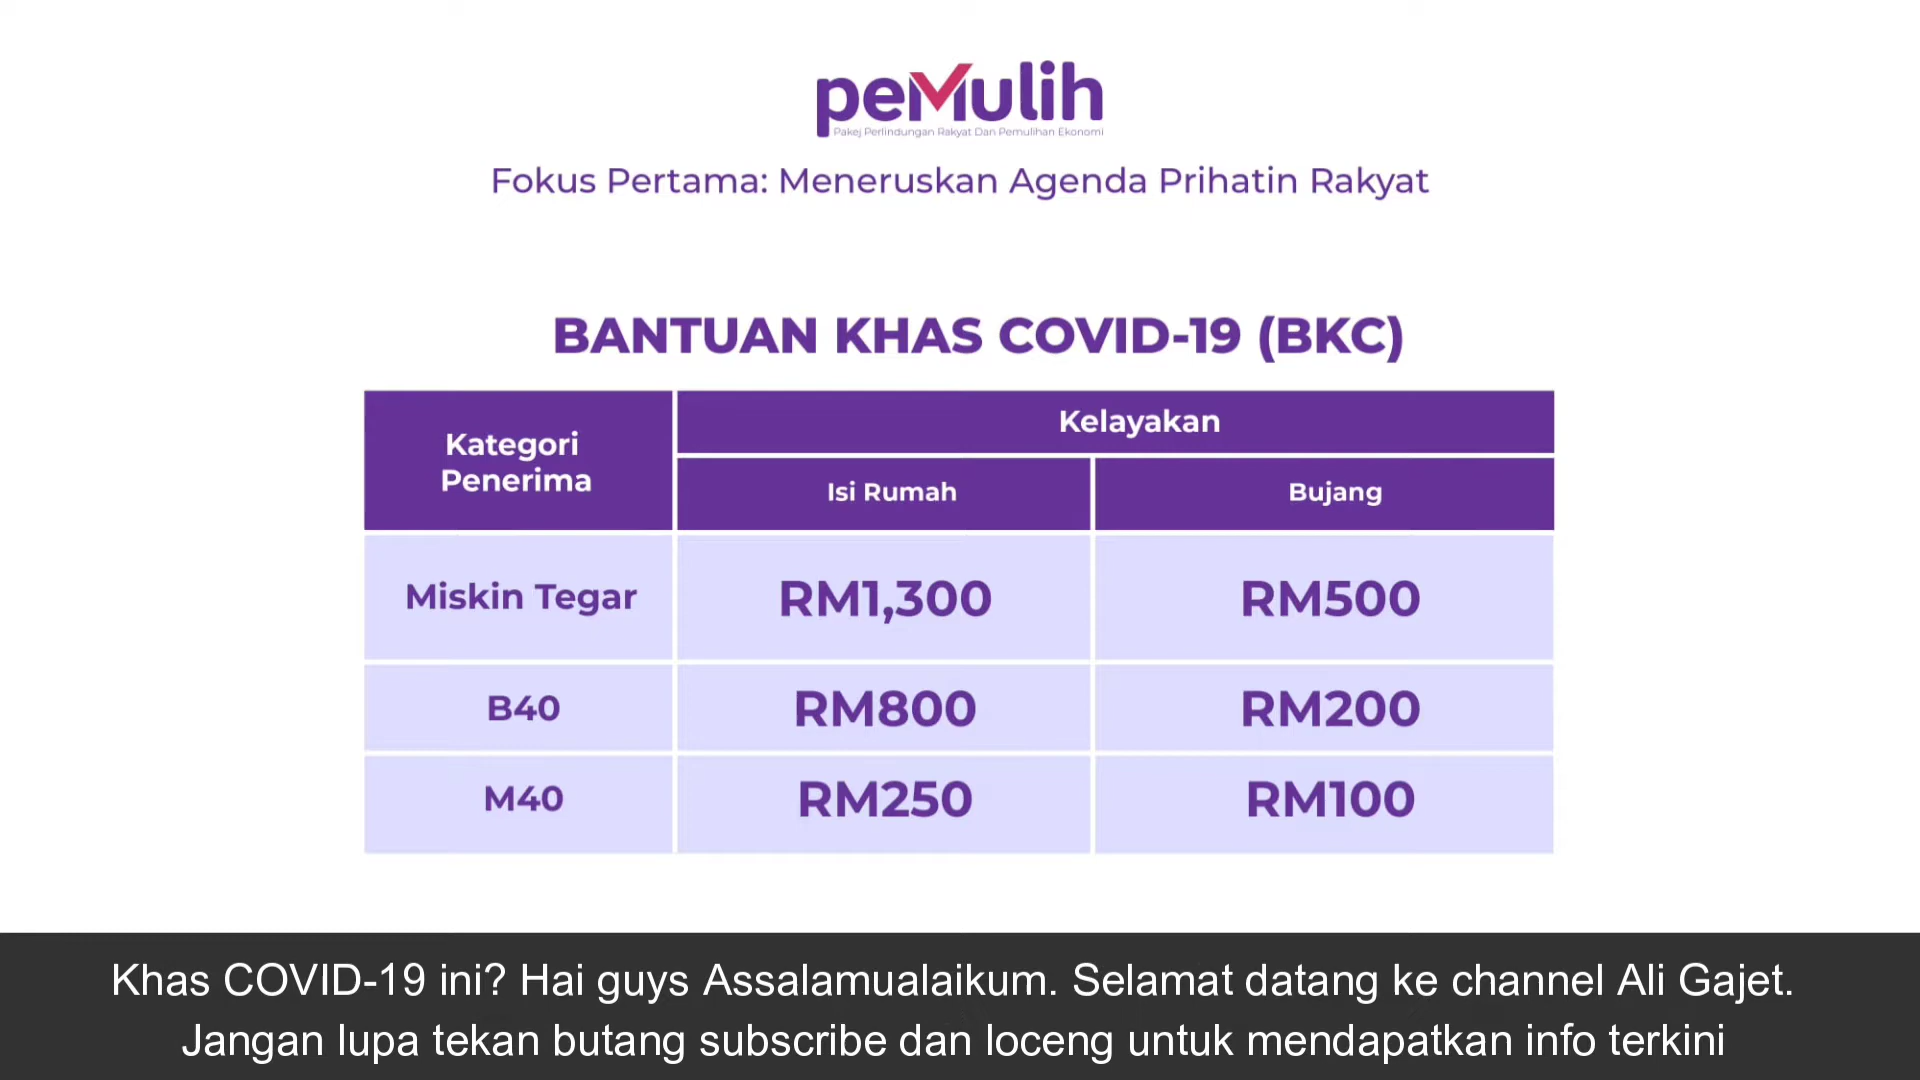 peMulih
Pakej Perlindungan Rakyat Dan Pemulihan Ekonomi
Fokus Pertama: Meneruskan Agenda Prihatin Rakyat
BANTUAN KHAS COVID-19 (BKC)
Kategori
Penerima
Kelayakan
Isi Rumah
Bujang
Miskin Tegar
RM1,300
RM500
B40
RM800
RM200
M40
RM250
RM100
Khas COVID-19 ini? Hai guys Assalamualaikum. Selamat datang ke channel Ali Gajet.
Jangan lupa tekan butang subscribe dan loceng untuk mendapatkan info terkini